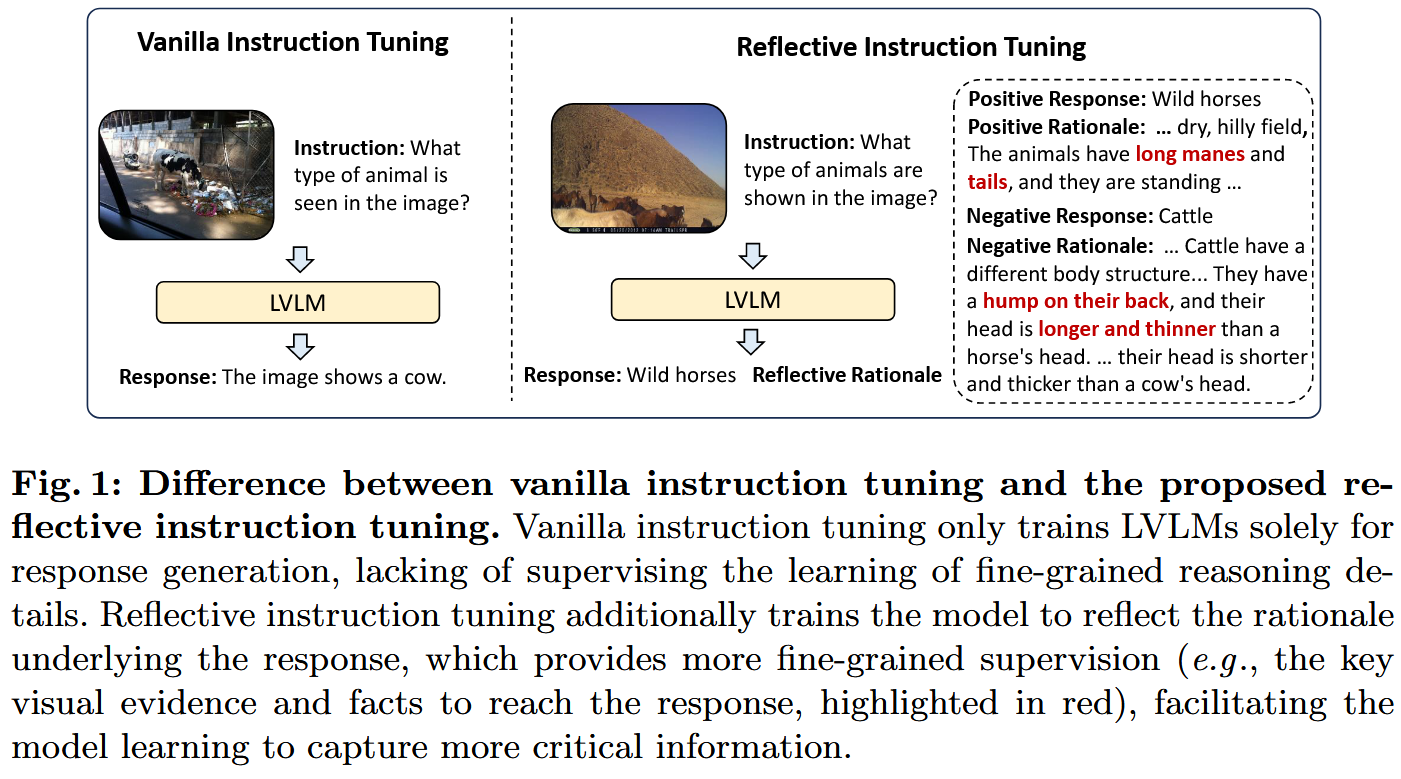 Vanilla Instruction Tuning
Instruction: What
type of animal is
seen in the image?
LVLM
Response: The image shows a cow.
Reflective Instruction Tuning
Instruction: What
type of animals are
shown in the image?
LVLM
Response: Wild horses Reflective Rationale
Positive Response: Wild horses
Positive Rationale: ... dry, hilly field,
The animals have long manes and
tails, and they are standing ...
Negative Response: Cattle
Negative Rationale: ... Cattle have a
different body structure... They have
a hump on their back, and their
head is longer and thinner than a
horse's head. ... their head is shorter
and thicker than a cow's head.
Fig. 1: Difference between vanilla instruction tuning and the proposed re-
flective instruction tuning. Vanilla instruction tuning only trains LVLMs solely for
response generation, lacking of supervising the learning of fine-grained reasoning de-
tails. Reflective instruction tuning additionally trains the model to reflect the rationale
underlying the response, which provides more fine-grained supervision (e.g., the key
visual evidence and facts to reach the response, highlighted in red), facilitating the
model learning to capture more critical information.